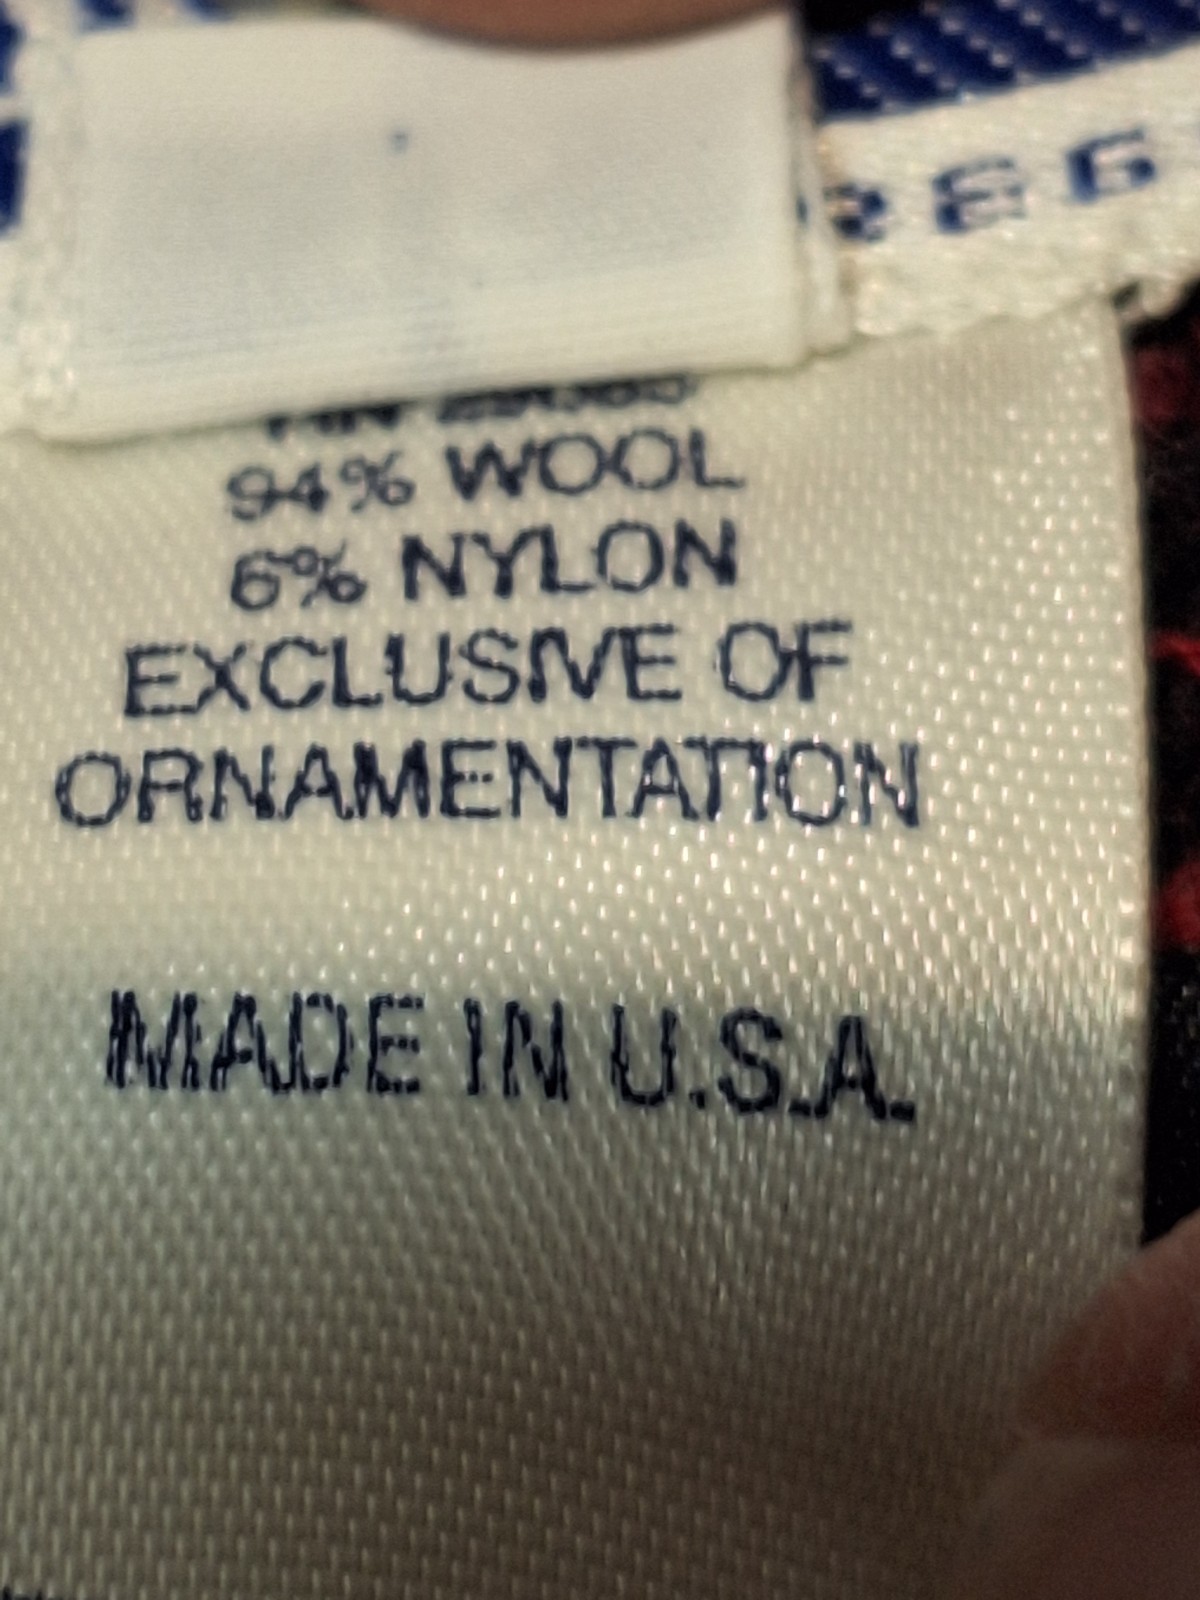 94% WOOL
6% NYLON
EXCLUSIVE OF
ORNAMENTATION
MADE IN U.S.A.